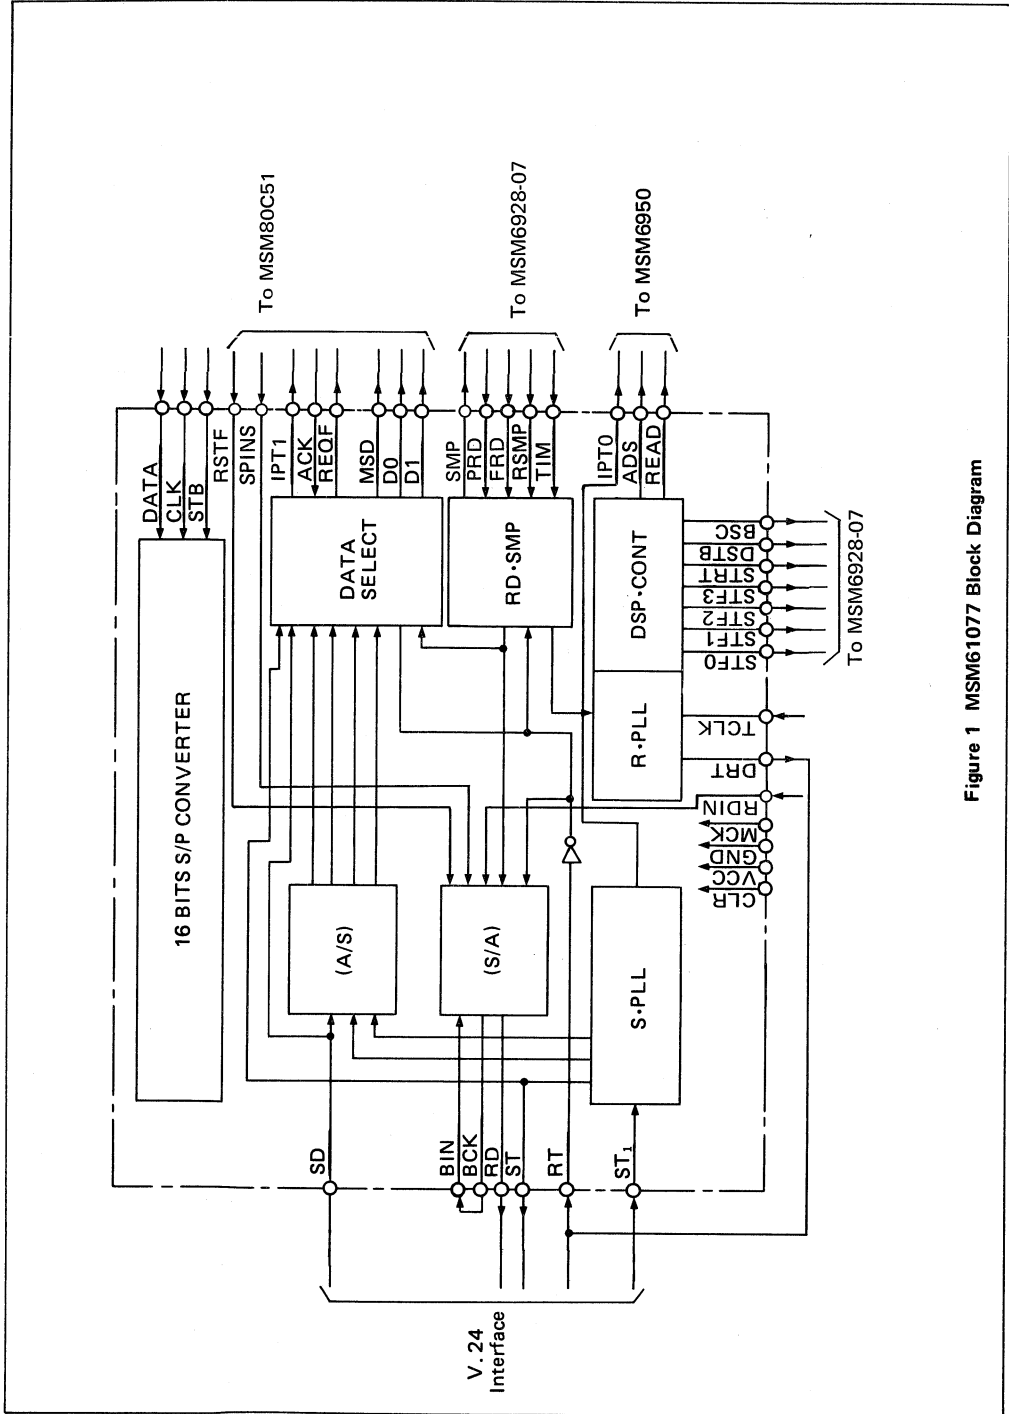 To MSM80C51
To MSM6928-07
To MSM6950
DATA
CLK
STB
RSTF
SPINS
IPT1
ACK
REQF
MSD
D0
D1
SMP
PRD
FRD
RSMP
TIM
IPT0
ADS
READ
16 BITS S/P CONVERTER
DATA
SELECT
RD•SMP
DSP•CONT
R•PLL
(A/S)
(S/A)
S•PLL
BSC
DSTB
STRT
STF3
STF2
STF1
STF0
TCLK
DRT
RDIN
MCK
GND
VCC
CLR
To MSM6928-07
SD
BIN
BCK
RD
ST
RT
ST1
V.24
Interface
Figure 1 MSM61077 Block Diagram